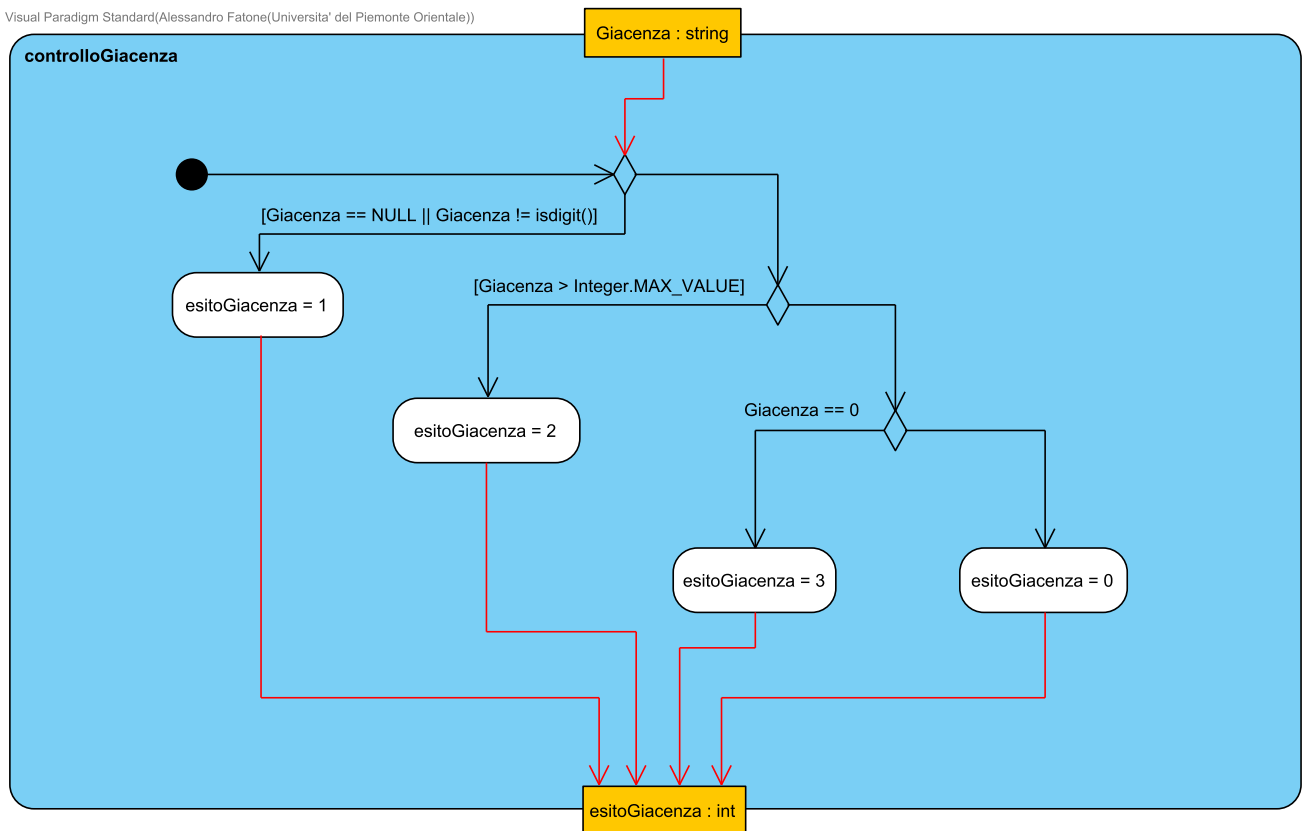 Visual Paradigm Standard(Alessandro Fatone(Universita' del Piemonte Orientale))
Giacenza : string
controlloGiacenza
[Giacenza == NULL || Giacenza != isdigit()]
[Giacenza > Integer.MAX_VALUE]
esitoGiacenza = 1
Giacenza == 0
esitoGiacenza = 2
esitoGiacenza = 3
esitoGiacenza = 0
esitoGiacenza : int